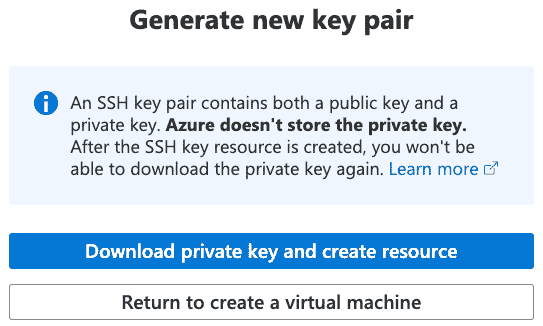 Generate new key pair
An SSH key pair contains both a public key and a
private key. Azure doesn't store the private key.
After the SSH key resource is created, you won't be
able to download the private key again. Learn more
Download private key and create resource
Return to create a virtual machine